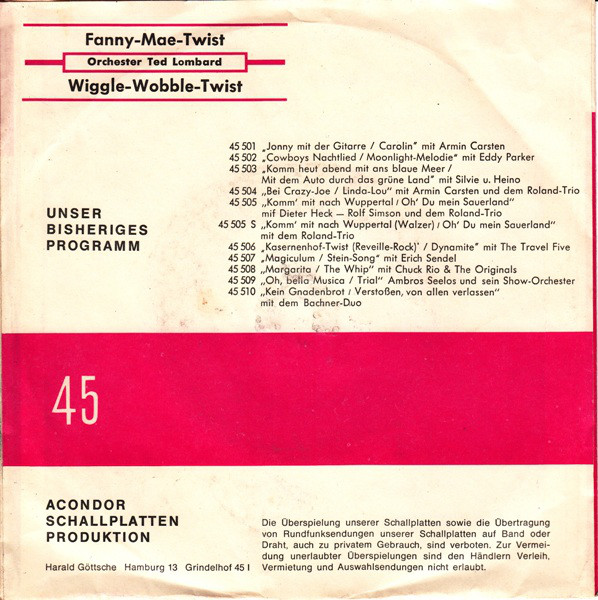 Fanny-Mae-Twist
Orchester Ted Lombard
Wiggle-Wobble-Twist
UNSER
BISHERIGES
PROGRAMM
45 501 „Jonny mit der Gitarre / Carolin" mit Armin Carsten
45 502 „Cowboys Nachtlied / Moonlight-Melodie" mit Eddy Parker
45 503 „Komm heut abend mit ans blaue Meer /
Mit dem Auto durch das grüne Land" mit Silvie u. Heino
45 504 „Bei Crazy-Joe / Linda-Lou" mit Armin Carsten und dem Roland-Trio
45 505 „Komm' mit nach Wuppertal / Oh' Du mein Sauerland"
mif Dieter Heck — Rolf Simson und dem Roland-Trio
45 505 S „Komm' mit nach Wuppertal (Walzer) / Oh' Du mein Sauerland"
mit dem Roland-Trio
45 506 „Kasernenhof-Twist (Reveille-Rock)' / Dynamite" mit The Travel Five
45 507 „Magiculum / Stein-Song" mit Erich Sendel
45 508 „Margarita / The Whip" mit Chuck Rio & The Originals
45 509 „Oh, bella Musica / Trial" Ambros Seelos und sein Show-Orchester
45 510 „Kein Gnadenbrot / Verstoßen, von allen verlassen"
mit dem Bachner-Duo
45
ACONDOR
SCHALLPLATTEN
PRODUKTION
Harald Göttsche Hamburg 13 Grindelhof 45 I
Die Überspielung unserer Schallplatten sowie die Übertragung
von Rundfunksendungen unserer Schallplatten auf Band oder
Draht, auch zu privatem Gebrauch, sind verboten. Zur Vermei-
dung unerlaubter Überspielungen sind den Händlern Verleih,
Vermietung und Auswahlsendungen nicht erlaubt.